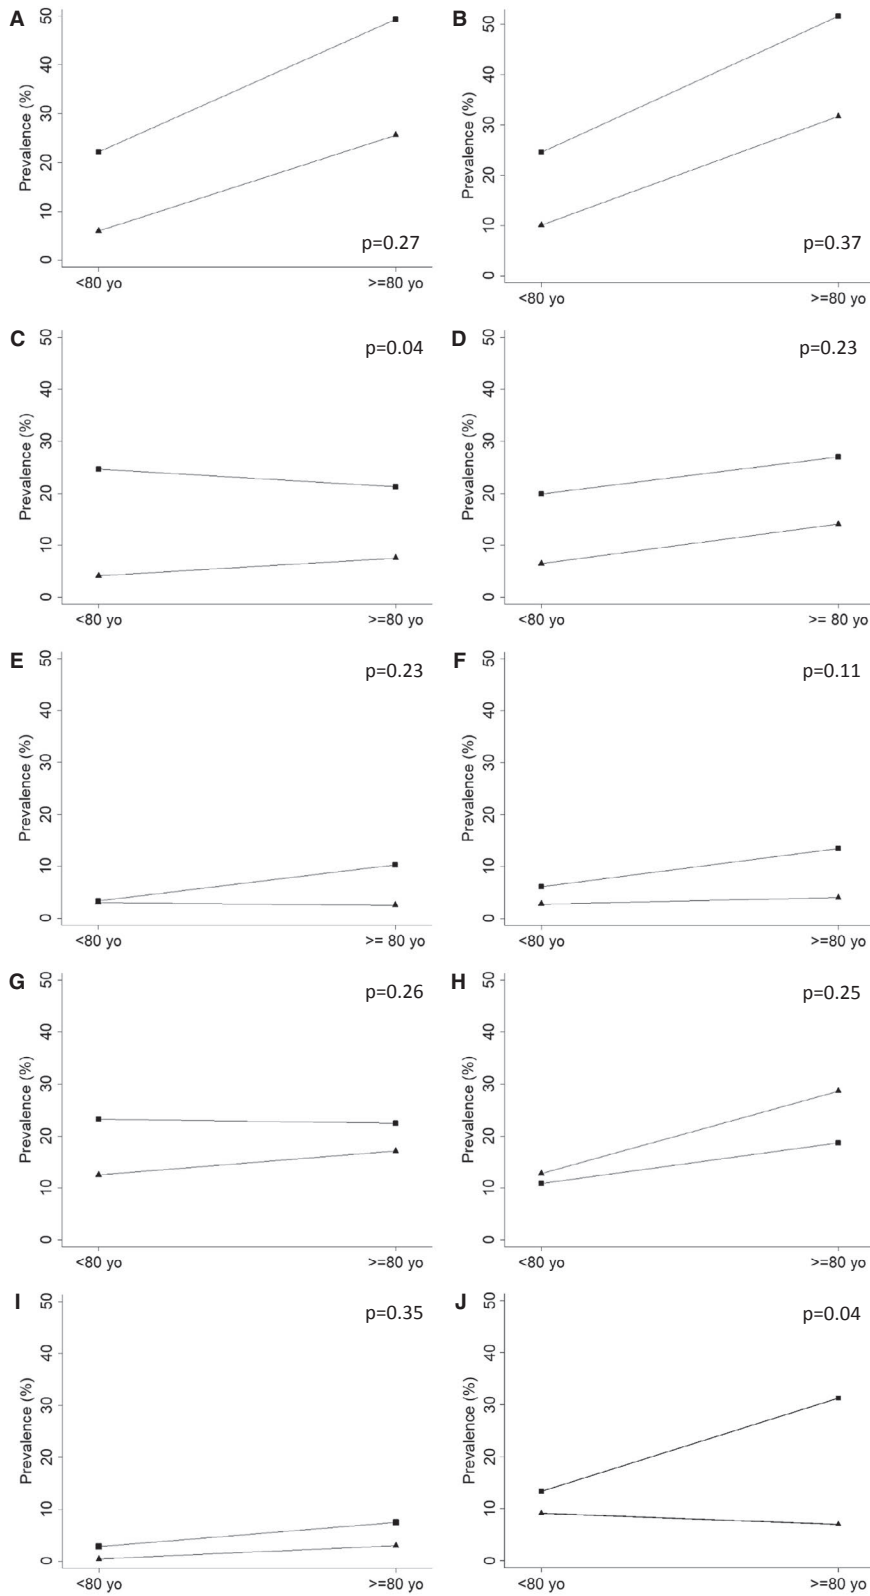 A
Prevalence (%)
50
40
30
20
10
0
p=0.27
<80 yo
>=80 yo
B
Prevalence (%)
50
40
30
20
10
0
p=0.37
<80 yo
>=80 yo
C
Prevalence (%)
50
40
30
20
10
0
p=0.04
<80 yo
>=80 yo
D
Prevalence (%)
50
40
30
20
10
0
p=0.23
<80 yo
>= 80 yo
E
Prevalence (%)
50
40
30
20
10
0
p=0.23
<80 yo
>= 80 yo
F
Prevalence (%)
50
40
30
20
10
0
p=0.11
<80 yo
>=80 yo
G
Prevalence (%)
50
40
30
20
10
0
p=0.26
<80 yo
>=80 yo
H
Prevalence (%)
50
40
30
20
10
0
p=0.25
<80 yo
>=80 yo
I
Prevalence (%)
50
40
30
20
10
0
p=0.35
<80 yo
>=80 yo
J
Prevalence (%)
50
40
30
20
10
0
p=0.04
<80 yo
>=80 yo